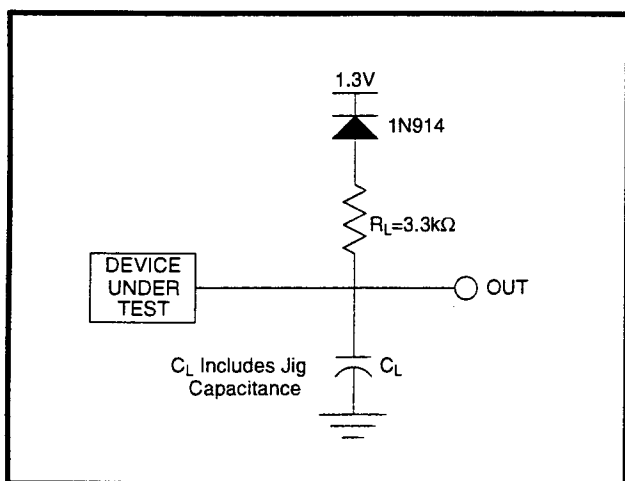 1.3V
1N914
R_L=3.3kΩ
DEVICE
UNDER
TEST
OUT
C_L Includes Jig
Capacitance
C_L